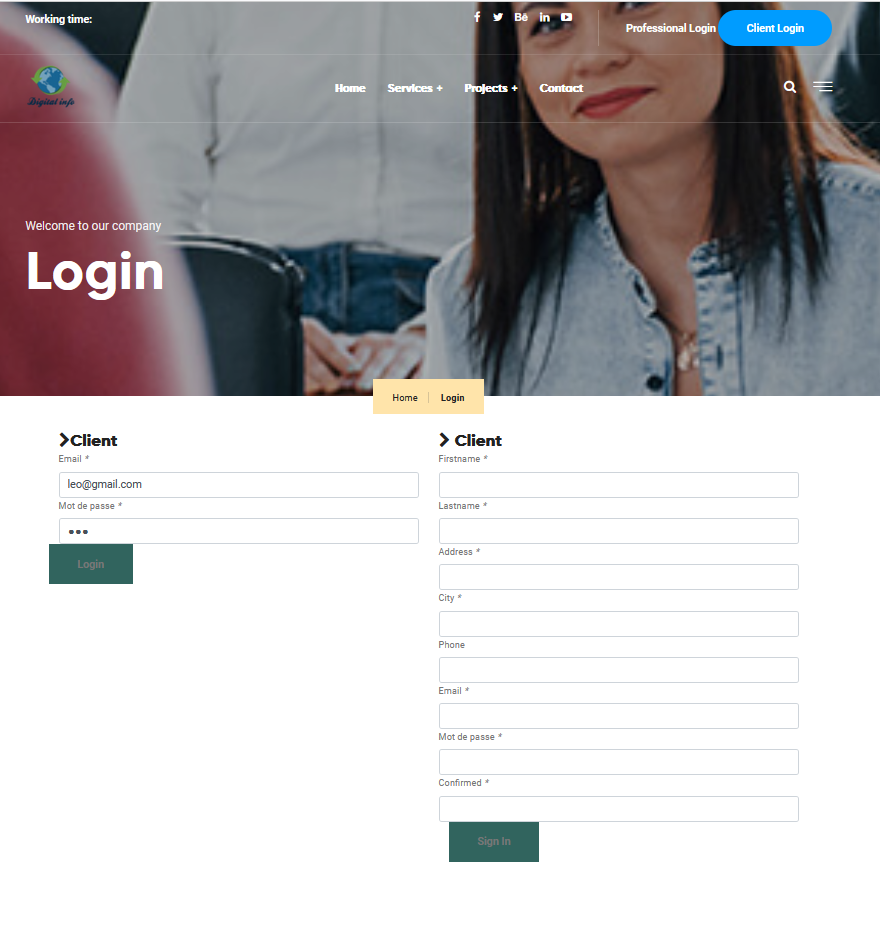 Working time:
Professional Login
Client Login
Digital info
Home Services + Projects + Contact
Welcome to our company
Login
Home Login
Client
Email *
leo@gmail.com
Mot de passe *
Login
Client
Firstname *
Lastname *
Address *
City *
Phone
Email *
Mot de passe *
Confirmed *
Sign In